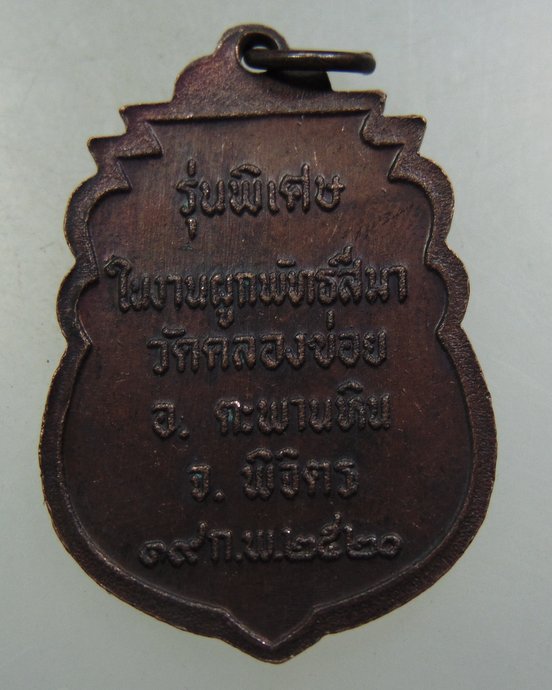 รุ่นพิเศษ
ในงานผูกพัทธ์สีมา
วัดคลองข่อย
อ. ตะพานหิน
จ. พิจิตร
๑๙ ก.พ. ๒๕๒๐